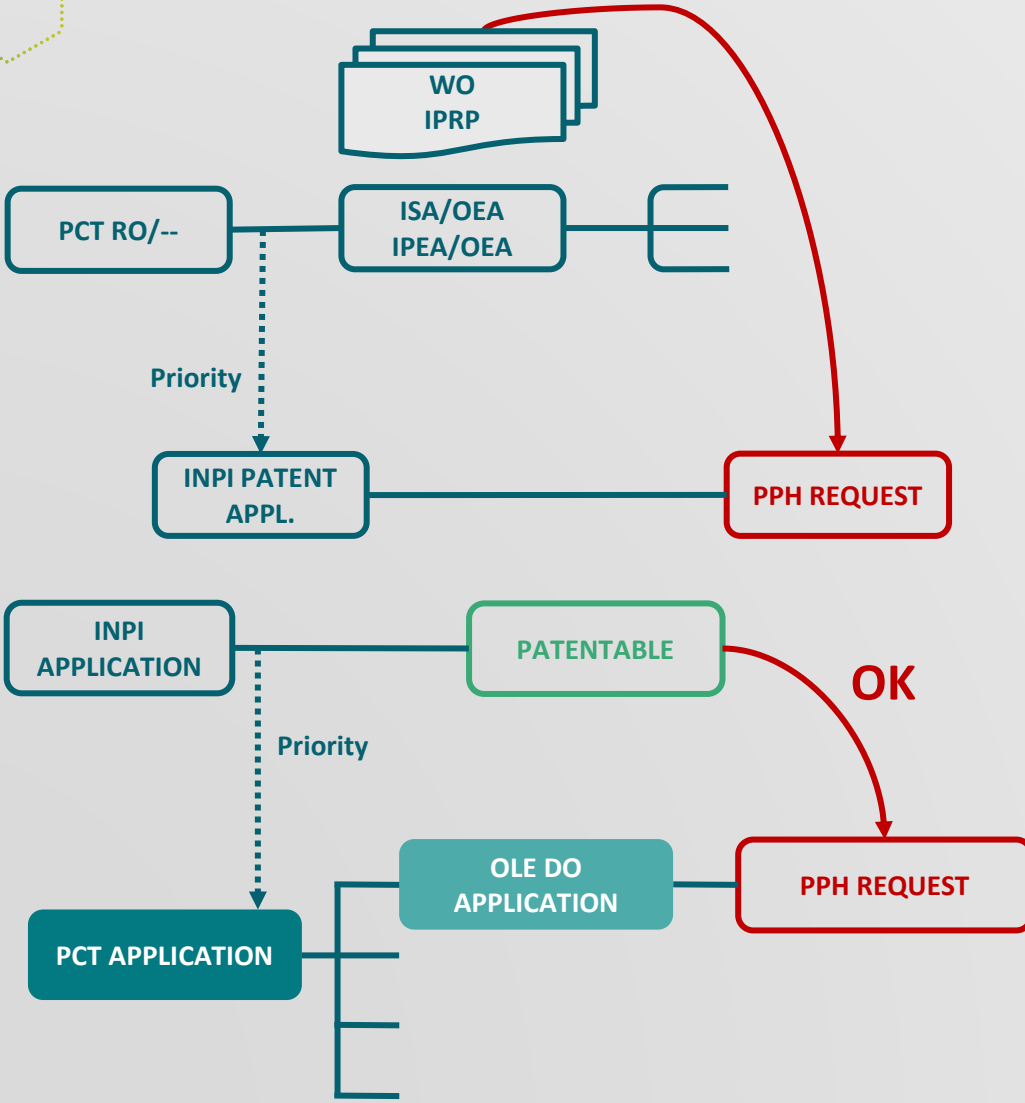 WO
IPRP
PCT RO/--
ISA/OEA
IPEA/OEA
Priority
INPI PATENT
APPL.
PPH REQUEST
INPI
APPLICATION
PATENTABLE
OK
Priority
OLE DO
APPLICATION
PPH REQUEST
PCT APPLICATION